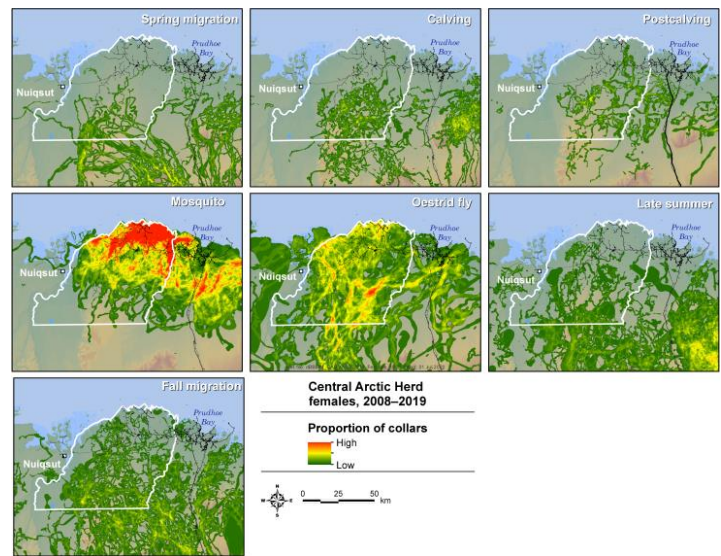 Spring migration
Prudhoe
Bay
Nuiqsut
Calving
Prudhoe
Bay
Nuiqsut
Postcalving
Prudhoe
Bay
Nuiqsut
Mosquito
Prudhoe
Bay
Nuiqsut
Oestrid fly
Prudhoe
Bay
Nuiqsut
Late summer
Prudhoe
Bay
Nuiqsut
Fall migration
Prudhoe
Bay
Nuiqsut
Central Arctic Herd
females, 2008–2019
Proportion of collars
High
Low
N
W E
S
0 25 50
km